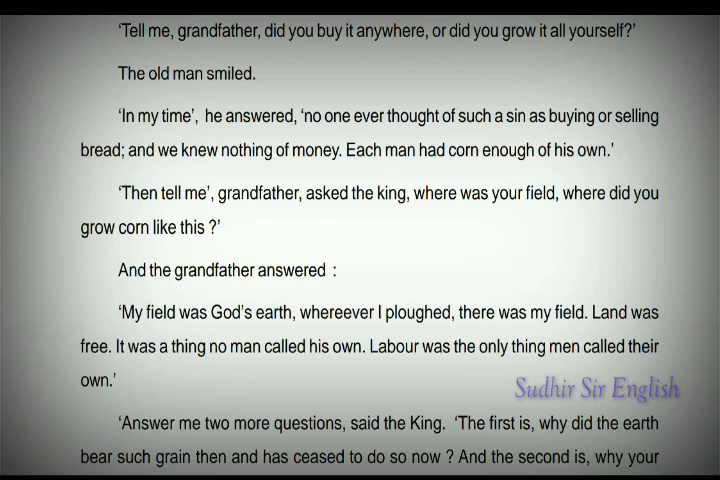 ‘Tell me, grandfather, did you buy it anywhere, or did you grow it all yourself?’
The old man smiled.
‘In my time’, he answered, ‘no one ever thought of such a sin as buying or selling
bread; and we knew nothing of money. Each man had corn enough of his own.’
‘Then tell me’, grandfather, asked the king, where was your field, where did you
grow corn like this ?’
And the grandfather answered :
‘My field was God’s earth, whereever I ploughed, there was my field. Land was
free. It was a thing no man called his own. Labour was the only thing men called their
own.’
Sudhir Sir English
‘Answer me two more questions, said the King. ‘The first is, why did the earth
bear such grain then and has ceased to do so now ? And the second is, why your